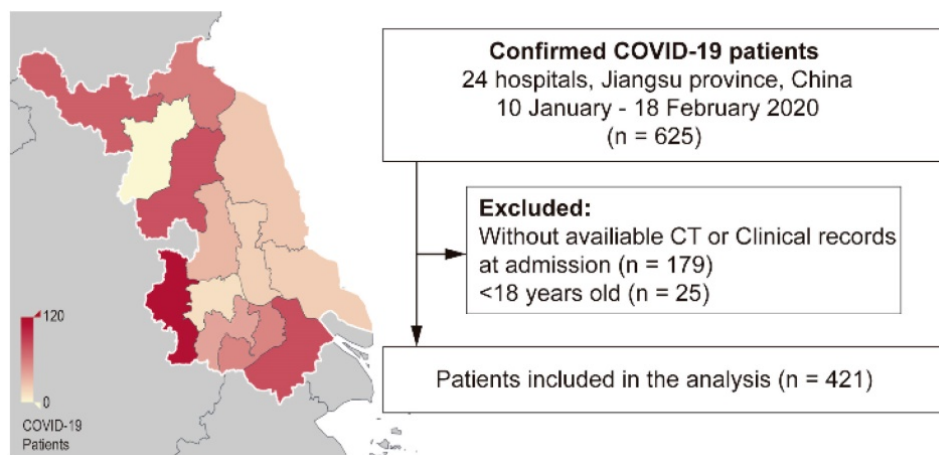 Confirmed COVID-19 patients
24 hospitals, Jiangsu province, China
10 January - 18 February 2020
(n = 625)
Excluded:
Without availiable CT or Clinical records
at admission (n = 179)
<18 years old (n = 25)
Patients included in the analysis (n = 421)
120
0
COVID-19
Patients